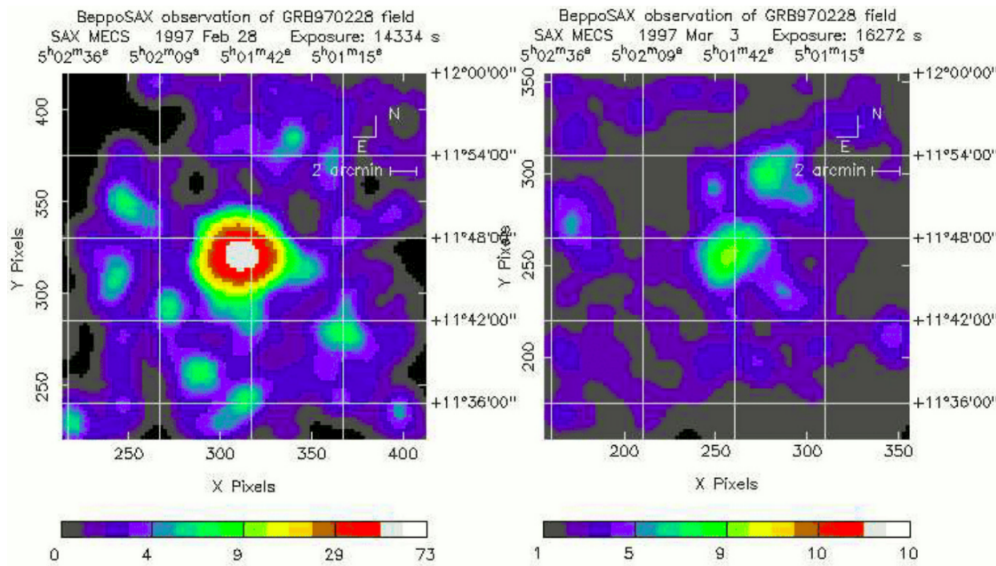 BeppoSAX observation of GRB970228 field
SAX MECS 1997 Feb 28 Exposure: 14334 s
5h02m36s 5h02m09s 5h01m42s 5h01m15s
+12°00'00"
400
N
E
+11°54'00"
2 arcmin
350
+11°48'00"
Y Pixels
300
+11°42'00"
250
+11°36'00"
250 300 350 400
X Pixels
0 4 9 29 73
BeppoSAX observation of GRB970228 field
SAX MECS 1997 Mar 3 Exposure: 16272 s
5h02m36s 5h02m09s 5h01m42s 5h01m15s
350
+12°00'00"
N
E
+11°54'00"
300
2 arcmin
+11°48'00"
Y Pixels
250
+11°42'00"
200
+11°36'00"
150 200 250 300 350
X Pixels
1 5 9 10 10